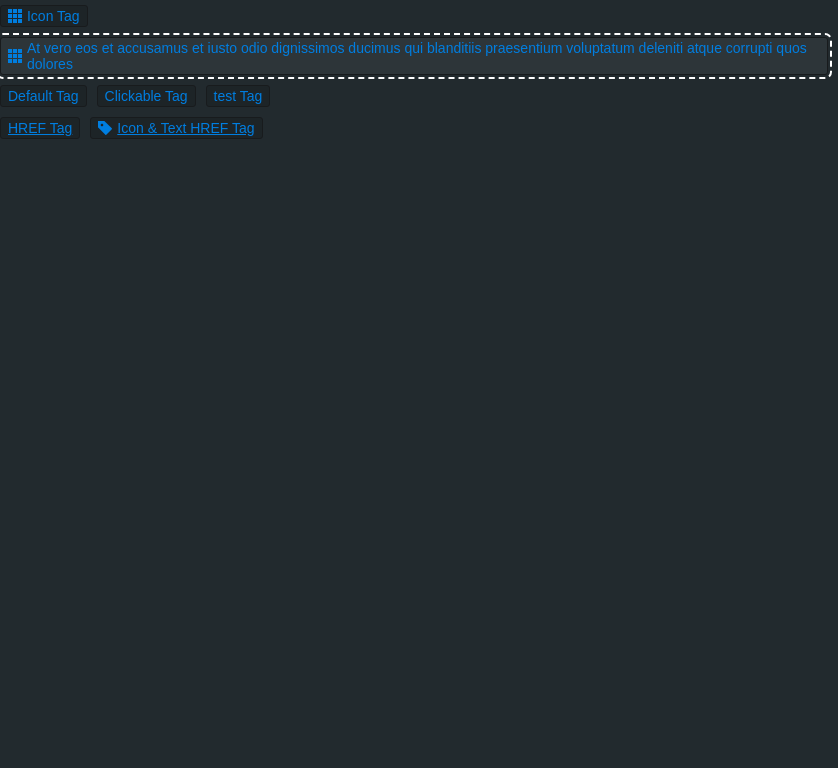 Icon Tag
At vero eos et accusamus et iusto odio dignissimos ducimus qui blanditiis praesentium voluptatum deleniti atque corrupti quos
dolores
Default Tag Clickable Tag test Tag
HREF Tag Icon & Text HREF Tag